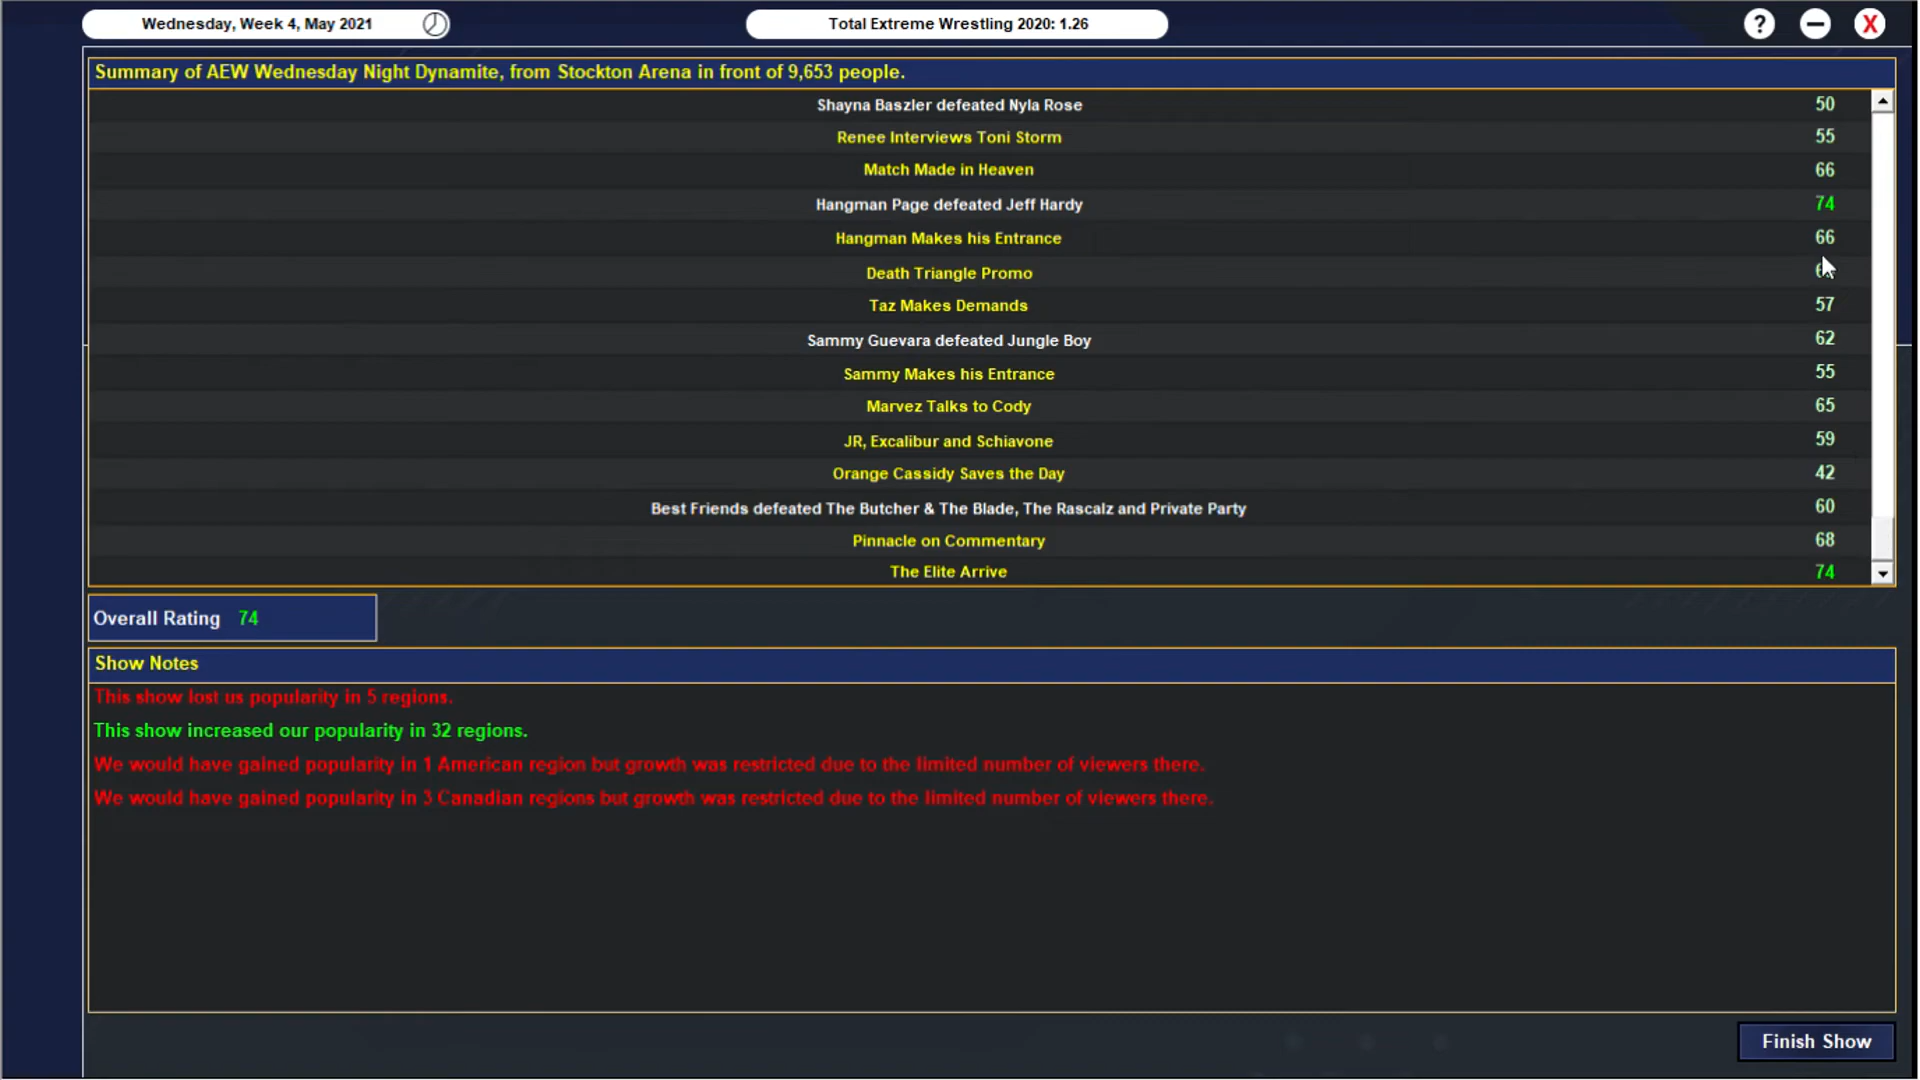 Wednesday, Week 4, May 2021
Total Extreme Wrestling 2020: 1.26
? X
Summary of AEW Wednesday Night Dynamite, from Stockton Arena in front of 9,653 people.
Shayna Baszler defeated Nyla Rose 50
Renee Interviews Toni Storm 55
Match Made in Heaven 66
Hangman Page defeated Jeff Hardy 74
Hangman Makes his Entrance 66
Death Triangle Promo
Taz Makes Demands 57
Sammy Guevara defeated Jungle Boy 62
Sammy Makes his Entrance 55
Marvez Talks to Cody 65
JR, Excalibur and Schiavone 59
Orange Cassidy Saves the Day 42
Best Friends defeated The Butcher & The Blade, The Rascalz and Private Party 60
Pinnacle on Commentary 68
The Elite Arrive 74
Overall Rating 74
Show Notes
This show lost us popularity in 5 regions.
This show increased our popularity in 32 regions.
We would have gained popularity in 1 American region but growth was restricted due to the limited number of viewers there.
We would have gained popularity in 3 Canadian regions but growth was restricted due to the limited number of viewers there.
Finish Show